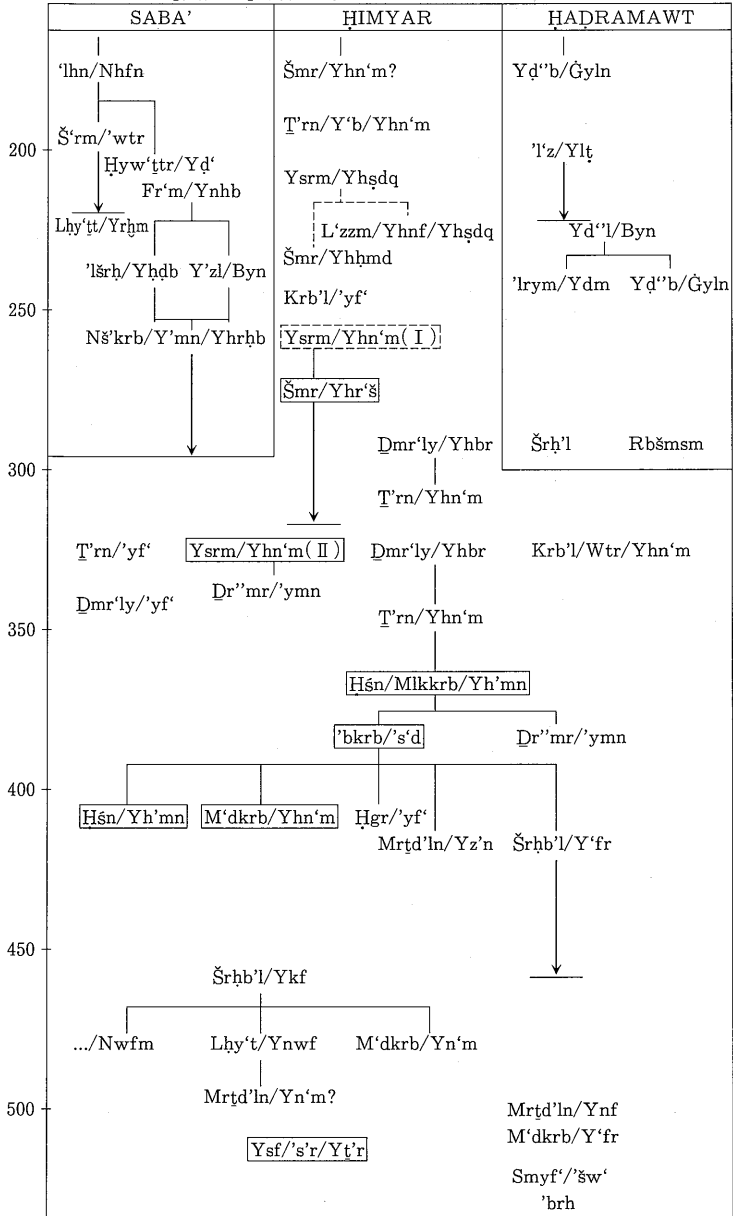 SABA’ ḤIMYAR ḤAḌRAMAWT
’lhn/Nhfn Šmr/Yhn‘m? Yḍ‘’b/Ġyln
Ṯ’rn/Y‘b/Yhn‘m
Š‘rm/’wtr
200 ’l‘z/Ylṭ
Ḥyw‘ṯtr/Yḍ‘
Ysrm/Yhṣdq
Fr‘m/Ynhb
Lḥy‘ṯt/Yrḫm L‘zzm/Yhnf/Yhṣdq Yd‘’l/Byn
Šmr/Yhḥmd
’lšrḥ/Yḥḍb Y’zl/Byn ’lrym/Ydm Yḍ‘’b/Ġyln
Krb’l/’yf‘
250
Nš’krb/Y’mn/Yhrḥb Ysrm/Yhn‘m(Ⅰ)
Šmr/Yhr‘š
Ḏmr‘ly/Yhbr Šrḥ’l Rbšmsm
300
Ṯ’rn/Yhn‘m
Ṯ’rn/’yf‘ Ysrm/Yhn‘m(Ⅱ) Ḏmr‘ly/Yhbr Krb’l/Wtr/Yhn‘m
Ḏr’’mr/’ymn
Ḏmr‘ly/’yf‘
350 Ṯ’rn/Yhn‘m
Ḥśn/Mlkkrb/Yh’mn
’bkrb/’s‘d Ḏr’’mr/’ymn
400
Ḥśn/Yh’mn M‘dkrb/Yhn‘m Ḥgr/’yf‘
Mrṯd’ln/Yz’n Šrḥb’l/Y‘fr
450
Šrḥb’l/Ykf
.../Nwfm Lḥy‘t/Ynwf M‘dkrb/Yn‘m
Mrṯd’ln/Yn‘m?
500 Mrṯd’ln/Ynf
M‘dkrb/Y‘fr
Ysf/’s’r/Yṯ’r
Smyf‘/’šw‘
’brh